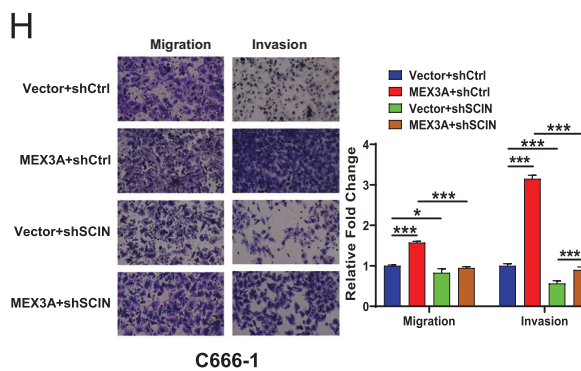 H
Migration Invasion
Vector+shCtrl
MEX3A+shCtrl
Vector+shSCIN
MEX3A+shSCIN
C666-1
Vector+shCtrl
MEX3A+shCtrl
Vector+shSCIN
MEX3A+shSCIN
Relative Fold Change
4
3
2
1
0
***
*
***
***
***
***
***
Migration Invasion